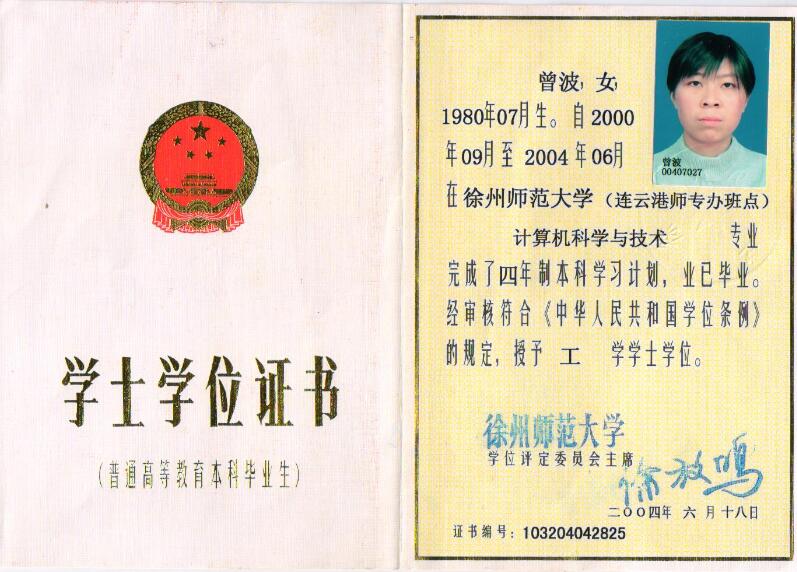 学士学位证书
(普通高等教育本科毕业生)
曾波，女，
1980年07月生。自2000
年09月至2004年06月
曾波
00407027
在徐州师范大学（连云港师专办班点）
计算机科学与技术 专业
完成了四年制本科学习计划，业已毕业。
经审核符合《中华人民共和国学位条例》
的规定，授予 工 学学士学位。
徐州师范大学
学位评定委员会主席
二〇〇四年 六 月 十八日
证书编号：103204042825